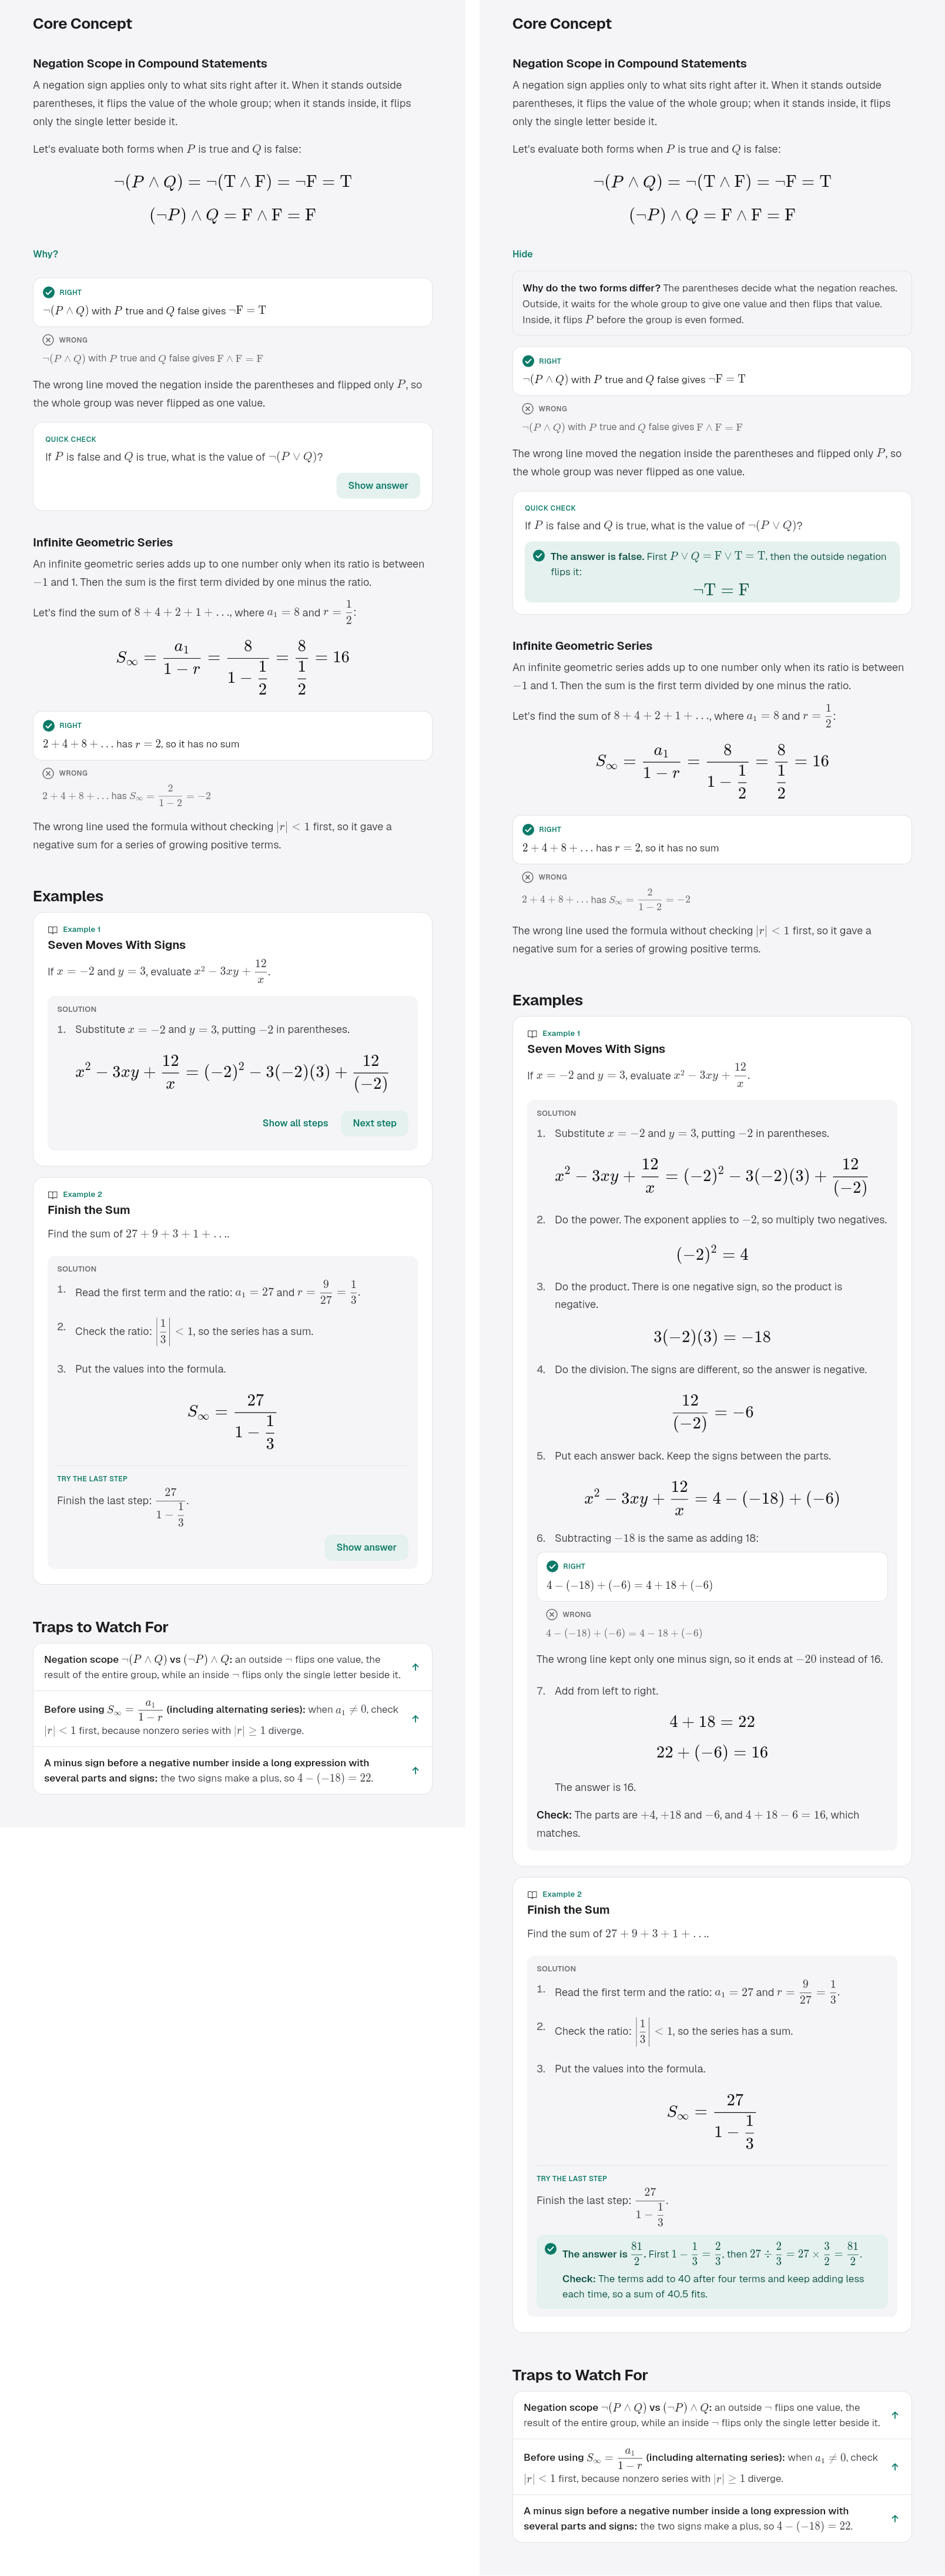 Core Concept
Negation Scope in Compound Statements
A negation sign applies only to what sits right after it. When it stands outside
parentheses, it flips the value of the whole group; when it stands inside, it flips
only the single letter beside it.
Let's evaluate both forms when P is true and Q is false:
¬(P ∧ Q) = ¬(T ∧ F) = ¬F = T
(¬P) ∧ Q = F ∧ F = F
Why?
RIGHT
¬(P ∧ Q) with P true and Q false gives ¬F = T
WRONG
¬(P ∧ Q) with P true and Q false gives F ∧ F = F
The wrong line moved the negation inside the parentheses and flipped only P, so
the whole group was never flipped as one value.
QUICK CHECK
If P is false and Q is true, what is the value of ¬(P ∨ Q)?
Show answer
Infinite Geometric Series
An infinite geometric series adds up to one number only when its ratio is between
−1 and 1. Then the sum is the first term divided by one minus the ratio.
Let's find the sum of 8 + 4 + 2 + 1 + . . ., where a₁ = 8 and r = 1/2:
S∞ = a₁/(1 − r) = 8/(1 − 1/2) = 8/(1/2) = 16
RIGHT
2 + 4 + 8 + . . . has r = 2, so it has no sum
WRONG
2 + 4 + 8 + . . . has S∞ = 2/(1 − 2) = −2
The wrong line used the formula without checking |r| < 1 first, so it gave a
negative sum for a series of growing positive terms.
Examples
Example 1
Seven Moves With Signs
If x = −2 and y = 3, evaluate x² − 3xy + 12/x.
SOLUTION
1. Substitute x = −2 and y = 3, putting −2 in parentheses.
x² − 3xy + 12/x = (−2)² − 3(−2)(3) + 12/(−2)
Show all steps Next step
Example 2
Finish the Sum
Find the sum of 27 + 9 + 3 + 1 + . . ..
SOLUTION
1. Read the first term and the ratio: a₁ = 27 and r = 9/27 = 1/3.
2. Check the ratio: |1/3| < 1, so the series has a sum.
3. Put the values into the formula.
S∞ = 27/(1 − 1/3)
TRY THE LAST STEP
Finish the last step: 27/(1 − 1/3).
Show answer
Traps to Watch For
Negation scope ¬(P ∧ Q) vs (¬P) ∧ Q: an outside ¬ flips one value, the
result of the entire group, while an inside ¬ flips only the single letter beside it.
↑
Before using S∞ = a₁/(1 − r) (including alternating series): when a₁ ≠ 0, check
|r| < 1 first, because nonzero series with |r| ≥ 1 diverge.
↑
A minus sign before a negative number inside a long expression with
several parts and signs: the two signs make a plus, so 4 − (−18) = 22.
↑
Core Concept
Negation Scope in Compound Statements
A negation sign applies only to what sits right after it. When it stands outside
parentheses, it flips the value of the whole group; when it stands inside, it flips
only the single letter beside it.
Let's evaluate both forms when P is true and Q is false:
¬(P ∧ Q) = ¬(T ∧ F) = ¬F = T
(¬P) ∧ Q = F ∧ F = F
Hide
Why do the two forms differ? The parentheses decide what the negation reaches.
Outside, it waits for the whole group to give one value and then flips that value.
Inside, it flips P before the group is even formed.
RIGHT
¬(P ∧ Q) with P true and Q false gives ¬F = T
WRONG
¬(P ∧ Q) with P true and Q false gives F ∧ F = F
The wrong line moved the negation inside the parentheses and flipped only P, so
the whole group was never flipped as one value.
QUICK CHECK
If P is false and Q is true, what is the value of ¬(P ∨ Q)?
The answer is false. First P ∨ Q = F ∨ T = T, then the outside negation
flips it:
¬T = F
Infinite Geometric Series
An infinite geometric series adds up to one number only when its ratio is between
−1 and 1. Then the sum is the first term divided by one minus the ratio.
Let's find the sum of 8 + 4 + 2 + 1 + . . ., where a₁ = 8 and r = 1/2:
S∞ = a₁/(1 − r) = 8/(1 − 1/2) = 8/(1/2) = 16
RIGHT
2 + 4 + 8 + . . . has r = 2, so it has no sum
WRONG
2 + 4 + 8 + . . . has S∞ = 2/(1 − 2) = −2
The wrong line used the formula without checking |r| < 1 first, so it gave a
negative sum for a series of growing positive terms.
Examples
Example 1
Seven Moves With Signs
If x = −2 and y = 3, evaluate x² − 3xy + 12/x.
SOLUTION
1. Substitute x = −2 and y = 3, putting −2 in parentheses.
x² − 3xy + 12/x = (−2)² − 3(−2)(3) + 12/(−2)
2. Do the power. The exponent applies to −2, so multiply two negatives.
(−2)² = 4
3. Do the product. There is one negative sign, so the product is
negative.
3(−2)(3) = −18
4. Do the division. The signs are different, so the answer is negative.
12/(−2) = −6
5. Put each answer back. Keep the signs between the parts.
x² − 3xy + 12/x = 4 − (−18) + (−6)
6. Subtracting −18 is the same as adding 18:
RIGHT
4 − (−18) + (−6) = 4 + 18 + (−6)
WRONG
4 − (−18) + (−6) = 4 − 18 + (−6)
The wrong line kept only one minus sign, so it ends at −20 instead of 16.
7. Add from left to right.
4 + 18 = 22
22 + (−6) = 16
The answer is 16.
Check: The parts are +4, +18 and −6, and 4 + 18 − 6 = 16, which
matches.
Example 2
Finish the Sum
Find the sum of 27 + 9 + 3 + 1 + . . ..
SOLUTION
1. Read the first term and the ratio: a₁ = 27 and r = 9/27 = 1/3.
2. Check the ratio: |1/3| < 1, so the series has a sum.
3. Put the values into the formula.
S∞ = 27/(1 − 1/3)
TRY THE LAST STEP
Finish the last step: 27/(1 − 1/3).
The answer is 81/2. First 1 − 1/3 = 2/3, then 27 ÷ 2/3 = 27 × 3/2 = 81/2.
Check: The terms add to 40 after four terms and keep adding less
each time, so a sum of 40.5 fits.
Traps to Watch For
Negation scope ¬(P ∧ Q) vs (¬P) ∧ Q: an outside ¬ flips one value, the
result of the entire group, while an inside ¬ flips only the single letter beside it.
↑
Before using S∞ = a₁/(1 − r) (including alternating series): when a₁ ≠ 0, check
|r| < 1 first, because nonzero series with |r| ≥ 1 diverge.
↑
A minus sign before a negative number inside a long expression with
several parts and signs: the two signs make a plus, so 4 − (−18) = 22.
↑